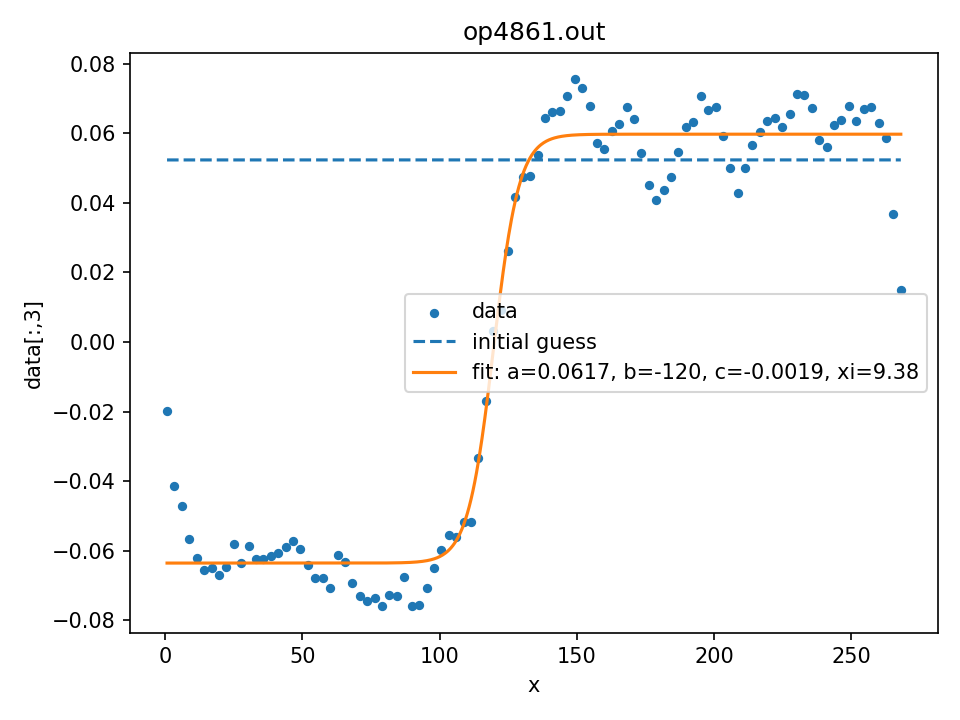 op4861.out
0.08
0.06
0.04
0.02
0.00
−0.02
−0.04
−0.06
−0.08
data[:,3]
data
initial guess
fit: a=0.0617, b=-120, c=-0.0019, xi=9.38
0 50 100 150 200 250
x